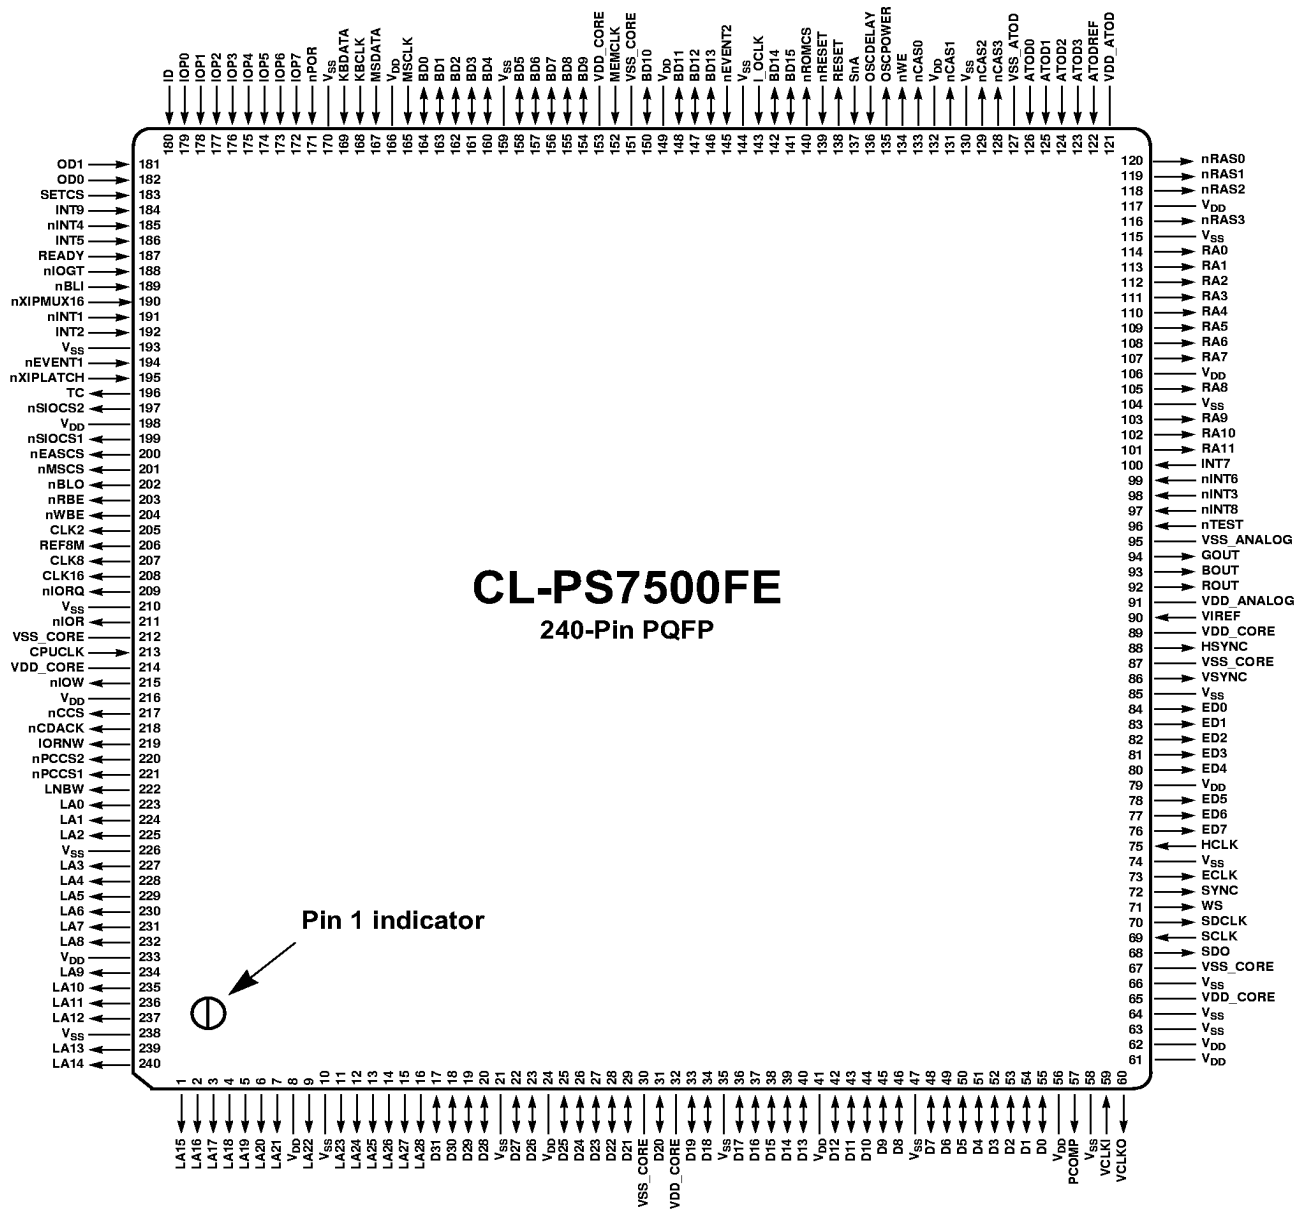 ID IOP0 IOP1 IOP2 IOP3 IOP4 IOP5 IOP6 IOP7 nPOR VSS KBDATA KBCLK MSDATA VDD MSCLK BD0 BD1 BD2 BD3 BD4 VSS BD5 BD6 BD7 BD8 BD9 VDD_CORE MEMCLK VSS_CORE BD10 VDD BD11 BD12 BD13 nEVENT2 VSS I_OCLK BD14 BD15 nROMCS nRESET RESET SnA OSCDELAY OSCPOWER nWE nCAS0 VDD nCAS1 VSS nCAS2 nCAS3 VSS_ATOD ATOD0 ATOD1 ATOD2 ATOD3 ATODREF VDD_ATOD
180 179 178 177 176 175 174 173 172 171 170 169 168 167 166 165 164 163 162 161 160 159 158 157 156 155 154 153 152 151 150 149 148 147 146 145 144 143 142 141 140 139 138 137 136 135 134 133 132 131 130 129 128 127 126 125 124 123 122 121
OD1 181
OD0 182
SETCS 183
INT9 184
nINT4 185
INT5 186
READY 187
nIOGT 188
nBLI 189
nXIPMUX16 190
nINT1 191
INT2 192
VSS 193
nEVENT1 194
nXIPLATCH 195
TC 196
nSIOCS2 197
VDD 198
nSIOCS1 199
nEASCS 200
nMSCS 201
nBLO 202
nRBE 203
nWBE 204
CLK2 205
REF8M 206
CLK8 207
CLK16 208
nIORQ 209
VSS 210
nIOR 211
VSS_CORE 212
CPUCLK 213
VDD_CORE 214
nIOW 215
VDD 216
nCCS 217
nCDACK 218
IORNW 219
nPCCS2 220
nPCCS1 221
LNBW 222
LA0 223
LA1 224
LA2 225
VSS 226
LA3 227
LA4 228
LA5 229
LA6 230
LA7 231
LA8 232
VDD 233
LA9 234
LA10 235
LA11 236
LA12 237
VSS 238
LA13 239
LA14 240
CL-PS7500FE
240-Pin PQFP
Pin 1 indicator
120 nRAS0
119 nRAS1
118 nRAS2
117 VDD
116 nRAS3
115 VSS
114 RA0
113 RA1
112 RA2
111 RA3
110 RA4
109 RA5
108 RA6
107 RA7
106 VDD
105 RA8
104 VSS
103 RA9
102 RA10
101 RA11
100 INT7
99 nINT6
98 nINT3
97 nINT8
96 nTEST
95 VSS_ANALOG
94 GOUT
93 BOUT
92 ROUT
91 VDD_ANALOG
90 VIREF
89 VDD_CORE
88 HSYNC
87 VSS_CORE
86 VSYNC
85 VSS
84 ED0
83 ED1
82 ED2
81 ED3
80 ED4
79 VDD
78 ED5
77 ED6
76 ED7
75 HCLK
74 VSS
73 ECLK
72 SYNC
71 WS
70 SDCLK
69 SCLK
68 SDO
67 VSS_CORE
66 VSS
65 VDD_CORE
64 VSS
63 VSS
62 VDD
61 VDD
1 2 3 4 5 6 7 8 9 10 11 12 13 14 15 16 17 18 19 20 21 22 23 24 25 26 27 28 29 30 31 32 33 34 35 36 37 38 39 40 41 42 43 44 45 46 47 48 49 50 51 52 53 54 55 56 57 58 59 60
LA15 LA16 LA17 LA18 LA19 LA20 LA21 VDD LA22 VSS LA23 LA24 LA25 LA26 LA27 LA28 D31 D30 D29 D28 VSS D27 D26 VDD D25 D24 D23 D22 D21 VSS_CORE D20 VDD_CORE D19 D18 VSS D17 D16 D15 D14 D13 VDD D12 D11 D10 D9 D8 VSS D7 D6 D5 D4 D3 D2 D1 D0 VDD PCOMP VSS VCLKI VCLKO